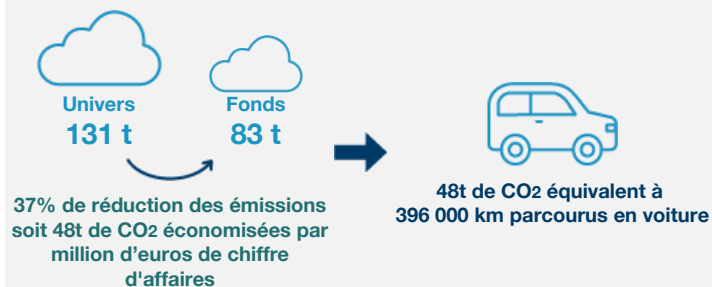 Univers
131 t
Fonds
83 t
37% de réduction des émissions
soit 48t de CO2 économisées par
million d'euros de chiffre
d'affaires
48t de CO2 équivalent à
396 000 km parcourus en voiture